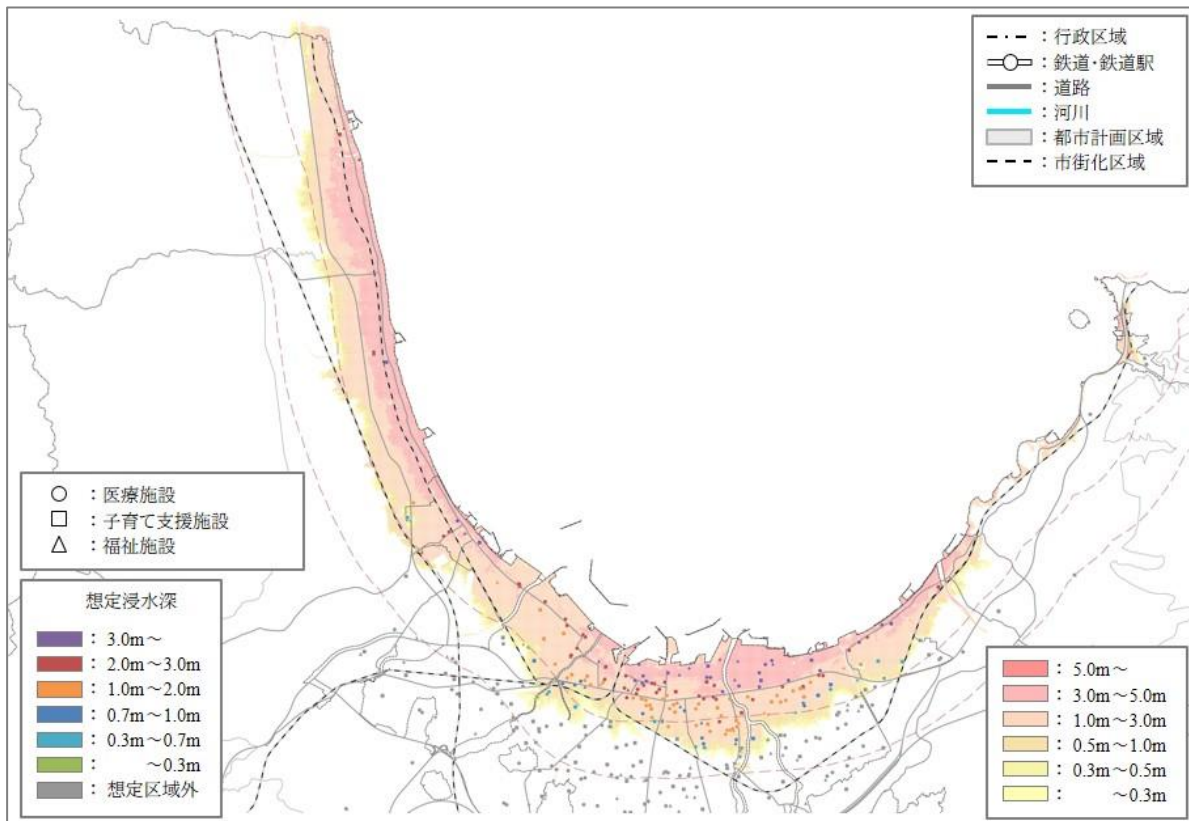 ：行政区域
：鉄道・鉄道駅
：道路
：河川
：都市計画区域
：市街化区域
：医療施設
：子育て支援施設
：福祉施設
想定浸水深
：3.0m～
：2.0m～3.0m
：1.0m～2.0m
：0.7m～1.0m
：0.3m～0.7m
：　　～0.3m
：想定区域外
：5.0m～
：3.0m～5.0m
：1.0m～3.0m
：0.5m～1.0m
：0.3m～0.5m
：　　～0.3m